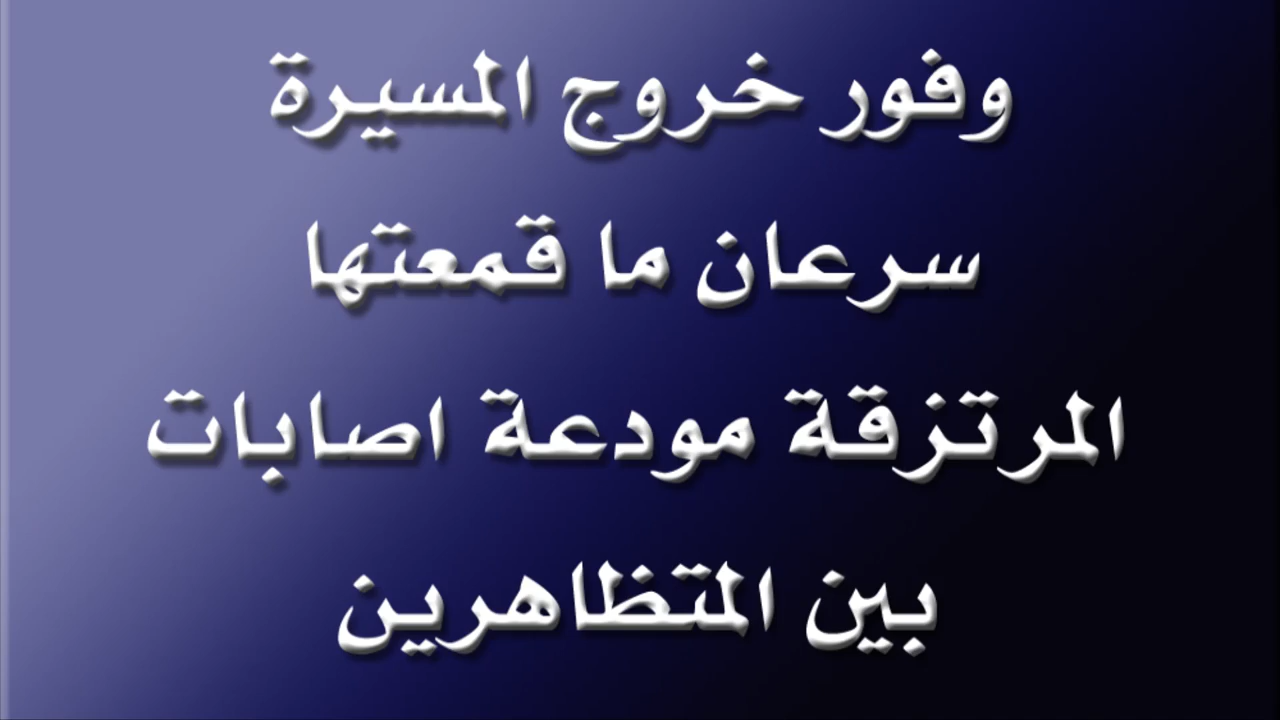 وفور خروج المسيرة
سرعان ما قمعتها
المرتزقة مودعة اصابات
بين المتظاهرين